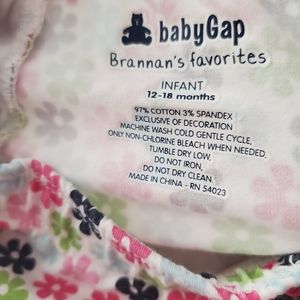 babyGap
Brannan's favorites
INFANT
12-18 months
97% COTTON 3% SPANDEX
EXCLUSIVE OF DECORATION
MACHINE WASH COLD GENTLE CYCLE,
ONLY NON-CHLORINE BLEACH WHEN NEEDED,
TUMBLE DRY LOW.
DO NOT IRON,
DO NOT DRY CLEAN
MADE IN CHINA - RN 54023